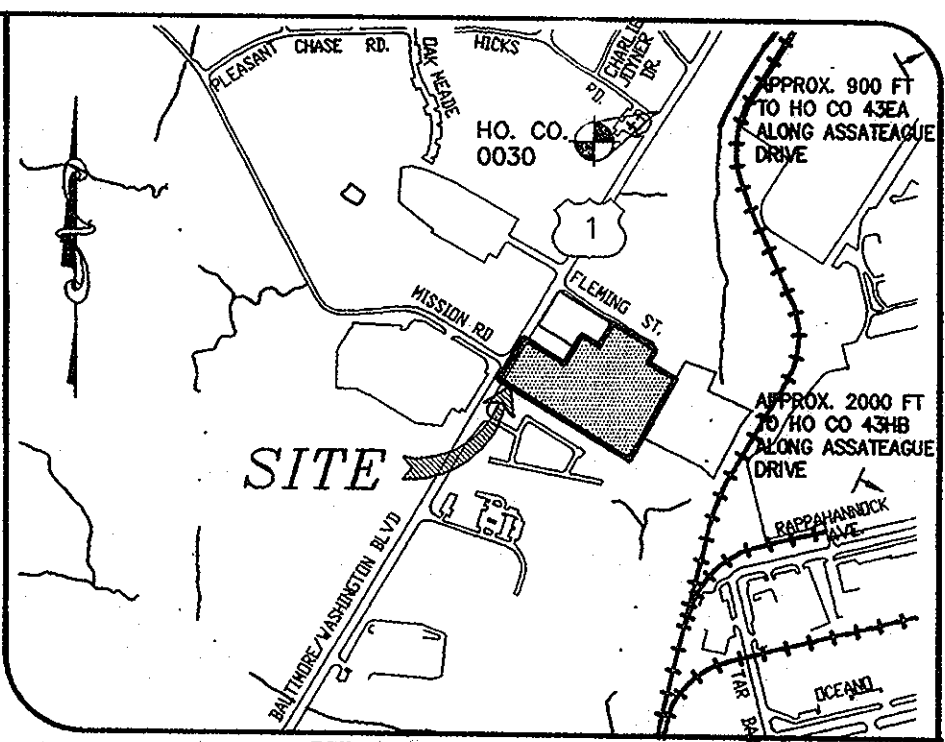 PLEASANT CHASE RD.
OAK MEADE
HICKS RD.
CHARLIE
JOYNER
DR.
APPROX. 900 FT
TO HO CO 43EA
ALONG ASSATEAGUE
DRIVE
HO. CO.
0030
1
FLEMING ST.
MISSION RD
SITE
APPROX. 2000 FT
TO HO CO 43HB
ALONG ASSATEAGUE
DRIVE
RAPPAHANNOCK
AVE.
BALTIMORE/WASHINGTON BLVD
TAR
OCEANO